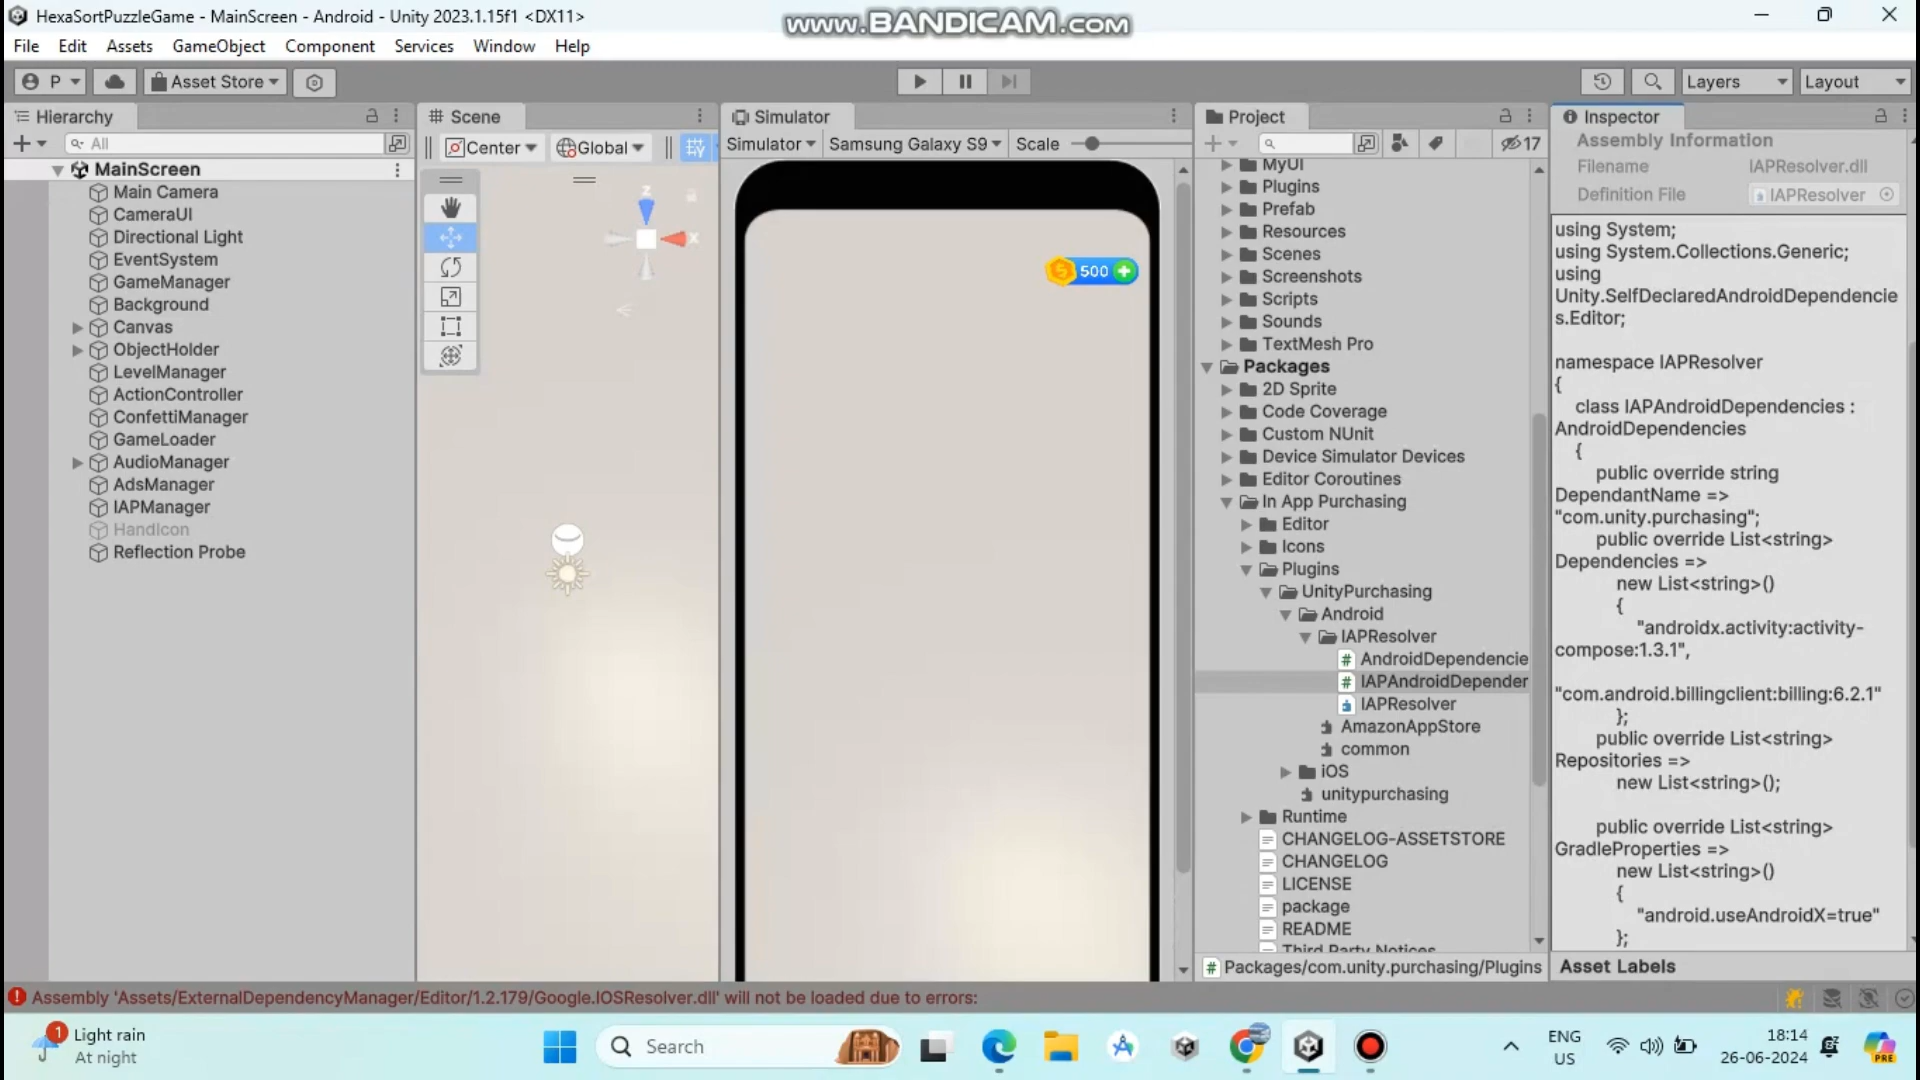 HexaSortPuzzleGame - MainScreen - Android - Unity 2023.1.15f1 <DX11>
www.BANDICAM.com
File Edit Assets GameObject Component Services Window Help
P Asset Store Layers Layout
Hierarchy
All
MainScreen
Main Camera
CameraUI
Directional Light
EventSystem
GameManager
Background
Canvas
ObjectHolder
LevelManager
ActionController
ConfettiManager
GameLoader
AudioManager
AdsManager
IAPManager
HandIcon
Reflection Probe
Scene
Center Global
Z
X
Simulator
Simulator Samsung Galaxy S9 Scale
500
Project
17
MyUI
Plugins
Prefab
Resources
Scenes
Screenshots
Scripts
Sounds
TextMesh Pro
Packages
2D Sprite
Code Coverage
Custom NUnit
Device Simulator Devices
Editor Coroutines
In App Purchasing
Editor
Icons
Plugins
UnityPurchasing
Android
IAPResolver
AndroidDependencie
IAPAndroidDepender
IAPResolver
AmazonAppStore
common
iOS
unitypurchasing
Runtime
CHANGELOG-ASSETSTORE
CHANGELOG
LICENSE
package
README
Third Party Notices
Packages/com.unity.purchasing/Plugins
Inspector
Assembly Information
Filename IAPResolver.dll
Definition File IAPResolver
using System;
using System.Collections.Generic;
using
Unity.SelfDeclaredAndroidDependencie
s.Editor;
namespace IAPResolver
{
class IAPAndroidDependencies :
AndroidDependencies
{
public override string
DependantName =>
"com.unity.purchasing";
public override List<string>
Dependencies =>
new List<string>()
{
"androidx.activity:activity-
compose:1.3.1",
"com.android.billingclient:billing:6.2.1"
};
public override List<string>
Repositories =>
new List<string>();
public override List<string>
GradleProperties =>
new List<string>()
{
"android.useAndroidX=true"
};
Asset Labels
Assembly 'Assets/ExternalDependencyManager/Editor/1.2.179/Google.IOSResolver.dll' will not be loaded due to errors:
1
Light rain
At night
Search
ENG
US
18:14
26-06-2024
PRE